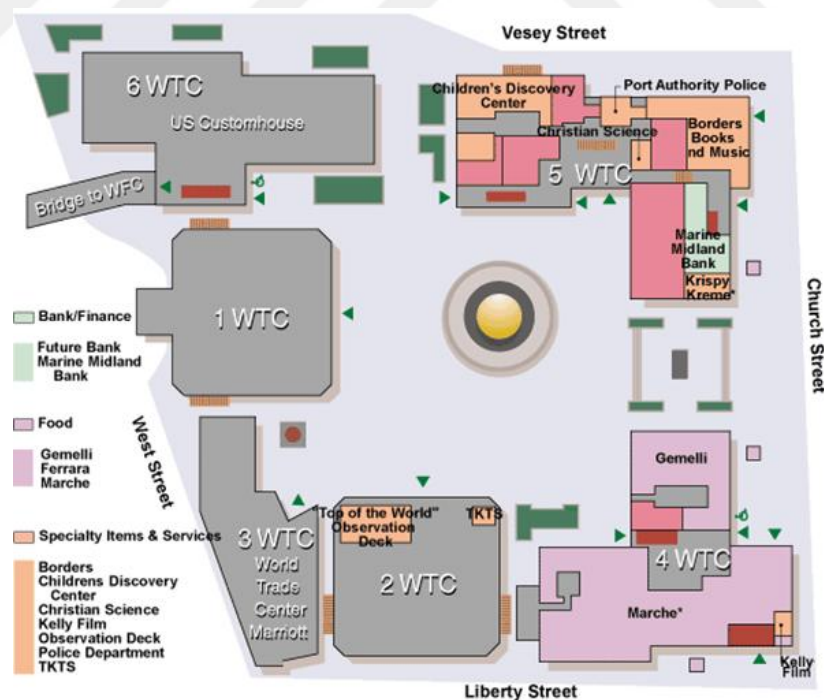 Vesey Street
6 WTC
US Customhouse
Bridge to WFC
Children's Discovery
Center
Port Authority Police
Christian Science
Borders
Books
nd Music
5 WTC
Marine
Midland
Bank
Krispy
Kreme*
Church Street
1 WTC
West Street
Bank/Finance
Future Bank
Marine Midland
Bank
Food
Gemelli
Ferrara
Marche
Specialty Items & Services
Borders
Childrens Discovery
Center
Christian Science
Kelly Film
Observation Deck
Police Department
TKTS
3 WTC
World
Trade
Center
Marriott
"Top of the World"
Observation
Deck
TKTS
2 WTC
Gemelli
4 WTC
Marche*
Kelly
Film
Liberty Street